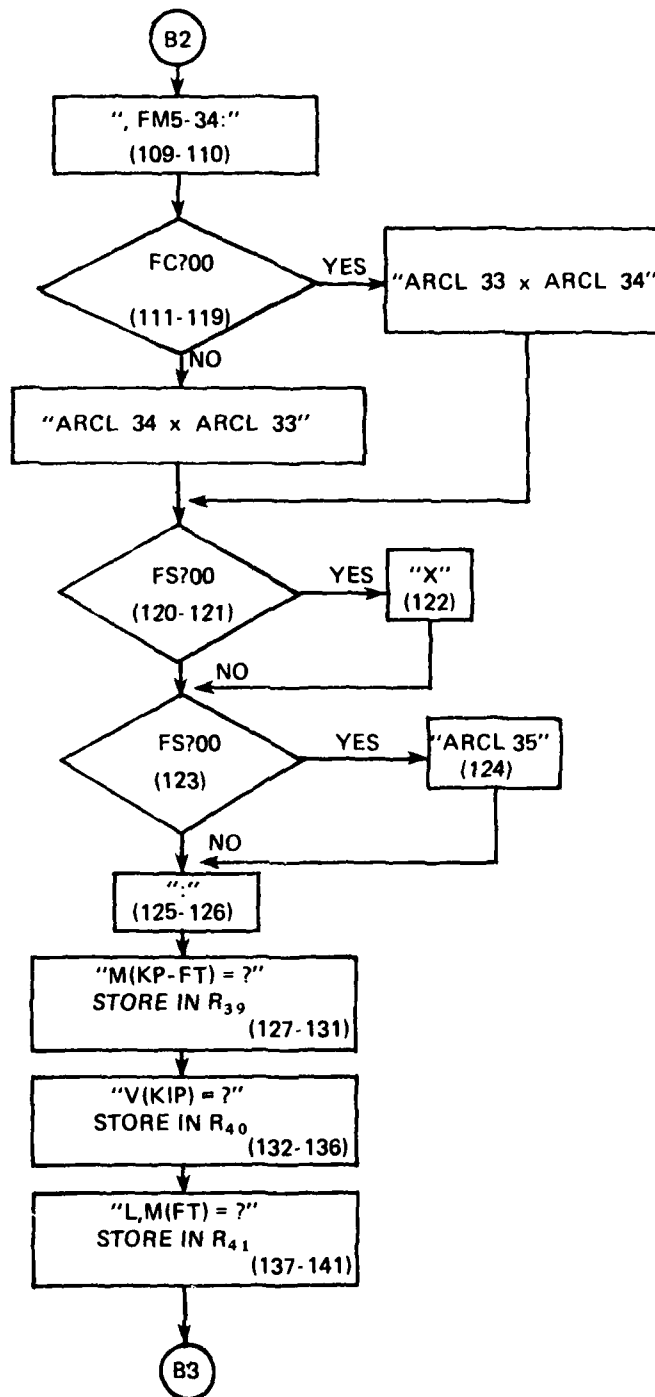 B2
", FM5-34:"
(109-110)
FC?00
(111-119)
YES
"ARCL 33 x ARCL 34"
NO
"ARCL 34 x ARCL 33"
FS?00
(120-121)
YES
"X"
(122)
NO
FS?00
(123)
YES
"ARCL 35"
(124)
NO
":"
(125-126)
"M(KP-FT) = ?"
STORE IN R39
(127-131)
"V(KIP) = ?"
STORE IN R40
(132-136)
"L,M(FT) = ?"
STORE IN R41
(137-141)
B3